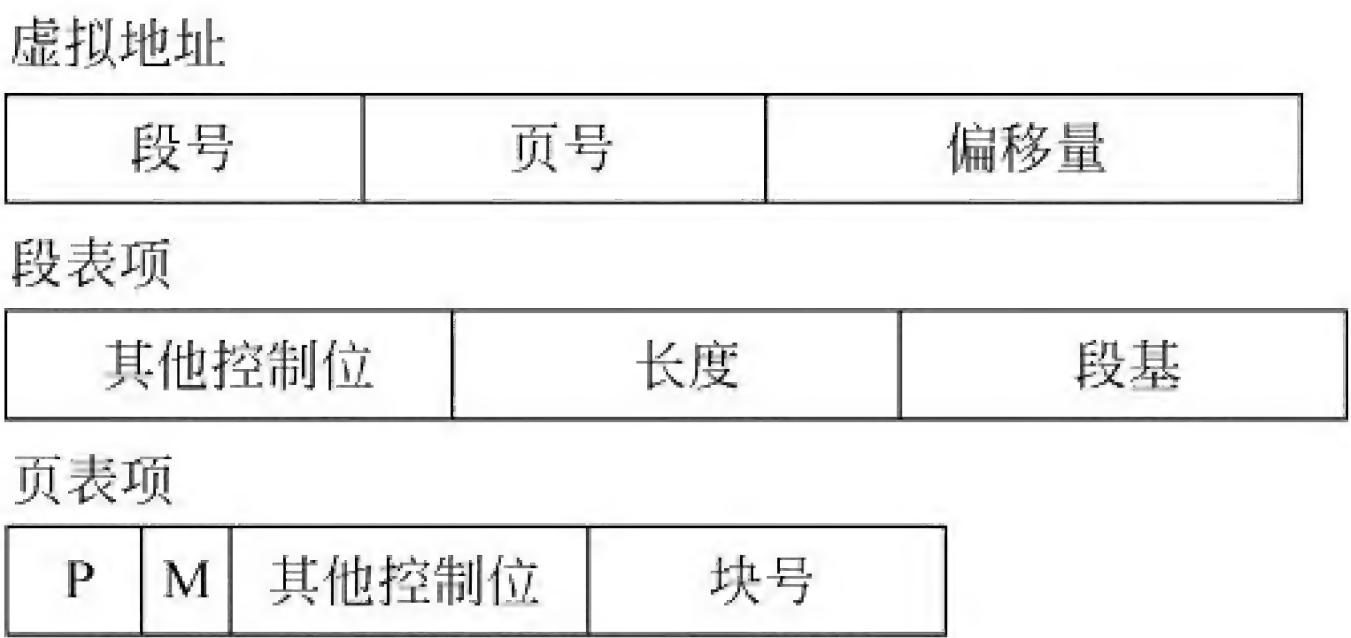 虚拟地址
段号 页号 偏移量
段表项
其他控制位 长度 段基
页表项
P M 其他控制位 块号